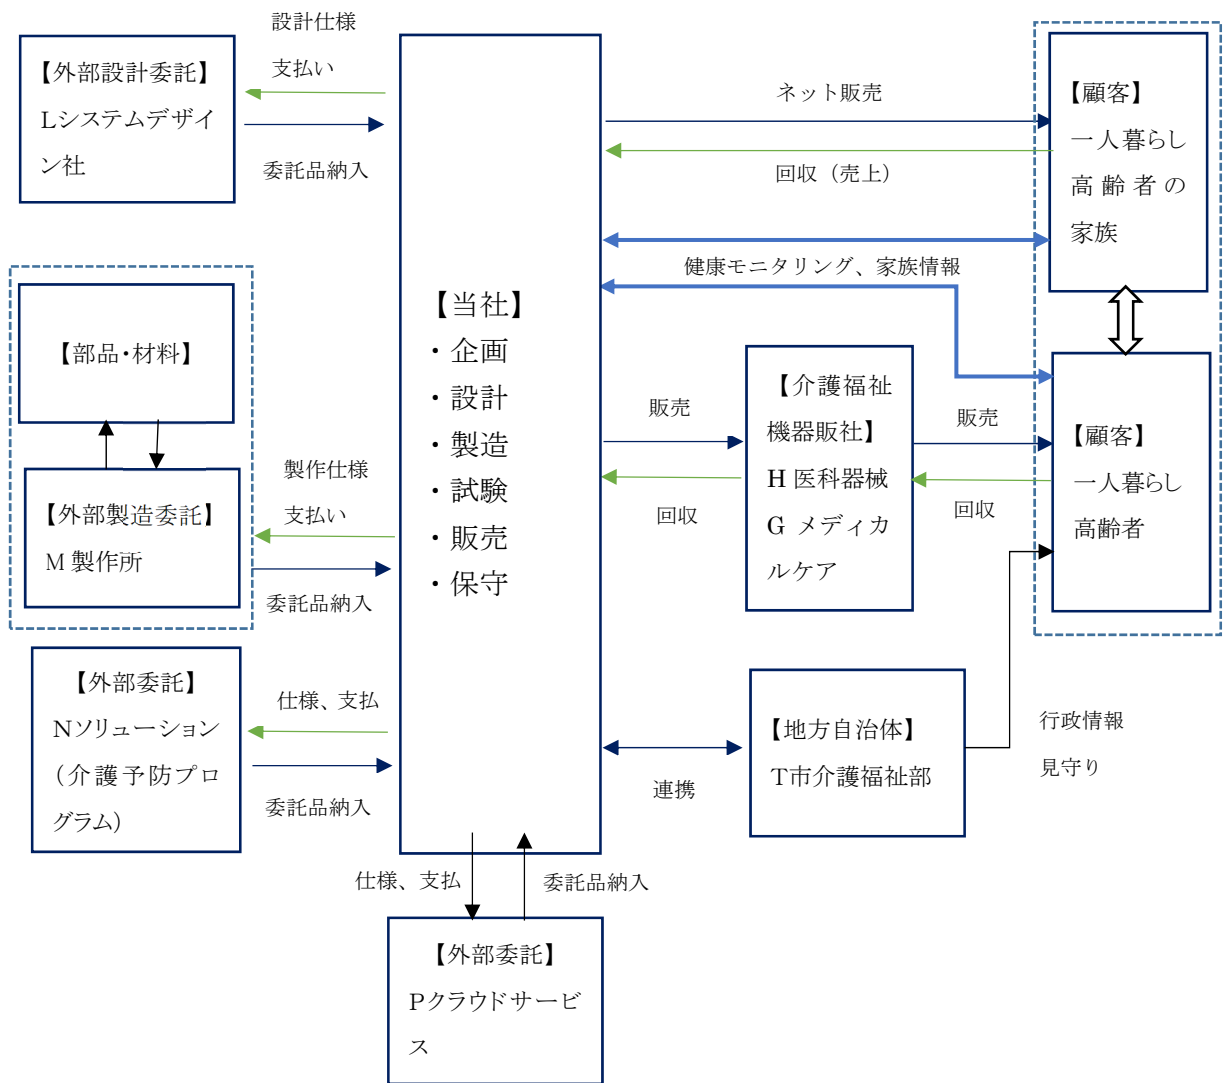 設計仕様
支払い
委託品納入
【外部設計委託】
Lシステムデザイ
ン社
【部品・材料】
【外部製造委託】
M 製作所
製作仕様
支払い
委託品納入
【外部委託】
Nソリューション
（介護予防プロ
グラム）
仕様、支払
委託品納入
【当社】
・企画
・設計
・製造
・試験
・販売
・保守
仕様、支払
委託品納入
【外部委託】
Pクラウドサービ
ス
ネット販売
回収（売上）
健康モニタリング、家族情報
【顧客】
一人暮らし
高齢者の
家族
販売
回収
【介護福祉
機器販社】
H 医科器械
G メディカ
ルケア
販売
回収
【顧客】
一人暮らし
高齢者
連携
【地方自治体】
T市介護福祉部
行政情報
見守り